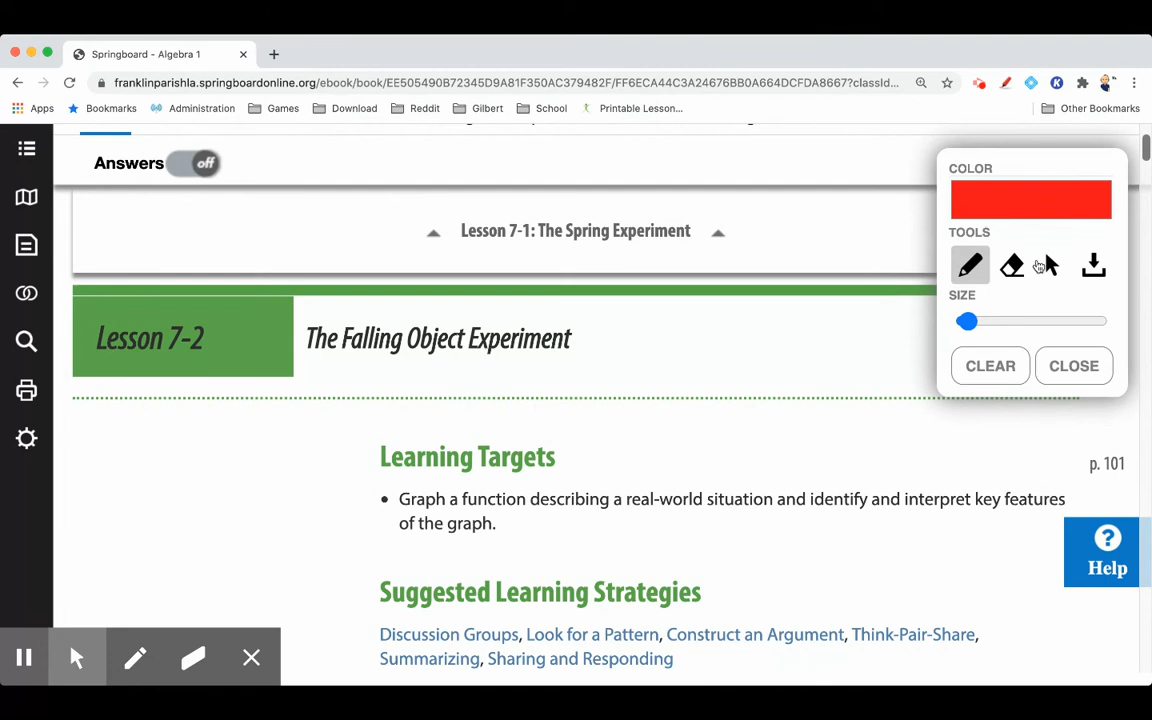 Springboard - Algebra 1
franklinparishla.springboardonline.org/ebook/book/EE505490B72345D9A81F350AC379482F/FF6ECA44C3A24676BB0A664DCFDA8667?classId...
Apps Bookmarks Administration Games Download Reddit Gilbert School Printable Lesson... Other Bookmarks
Answers off
Lesson 7-1: The Spring Experiment
Lesson 7-2 The Falling Object Experiment
Learning Targets
p. 101
• Graph a function describing a real-world situation and identify and interpret key features
of the graph.
Suggested Learning Strategies
Discussion Groups, Look for a Pattern, Construct an Argument, Think-Pair-Share,
Summarizing, Sharing and Responding
COLOR
TOOLS
SIZE
CLEAR CLOSE
? Help